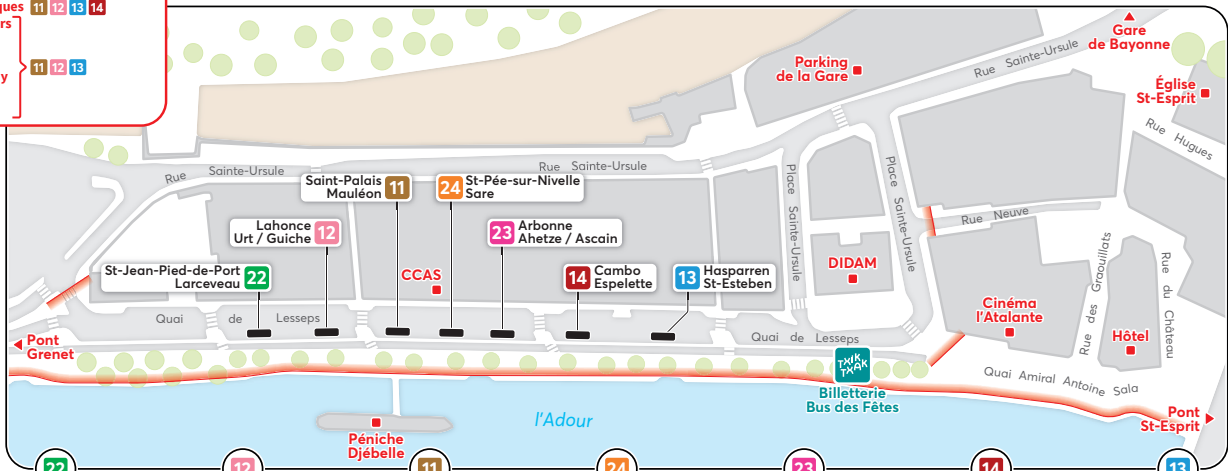 gues 11 12 13 14
rs
y
11 12 13
Gare
de Bayonne
Rue Sainte-Ursule
Parking
de la Gare
Église
St-Esprit
Rue Hugues
Rue Sainte-Ursule
Rue Sainte-Ursule
Saint-Palais
Mauléon
11
24
St-Pée-sur-Nivelle
Sare
Place Sainte-Ursule
Place Sainte-Ursule
Rue Neuve
Lahonce
Urt / Guiche
12
23
Arbonne
Ahetze / Ascain
St-Jean-Pied-de-Port
Larceveau
22
CCAS
14
Cambo
Espelette
13
Hasparren
St-Esteben
DIDAM
Rue des Graouillats
Rue du Château
Cinéma
l'Atalante
Hôtel
Quai de Lesseps
Quai de Lesseps
Pont
Grenet
TXIK
TXAK
Billetterie
Bus des Fêtes
Quai Amiral Antoine Sala
l'Adour
Péniche
Djébelle
Pont
St-Esprit
22 12 11 24 23 14 13